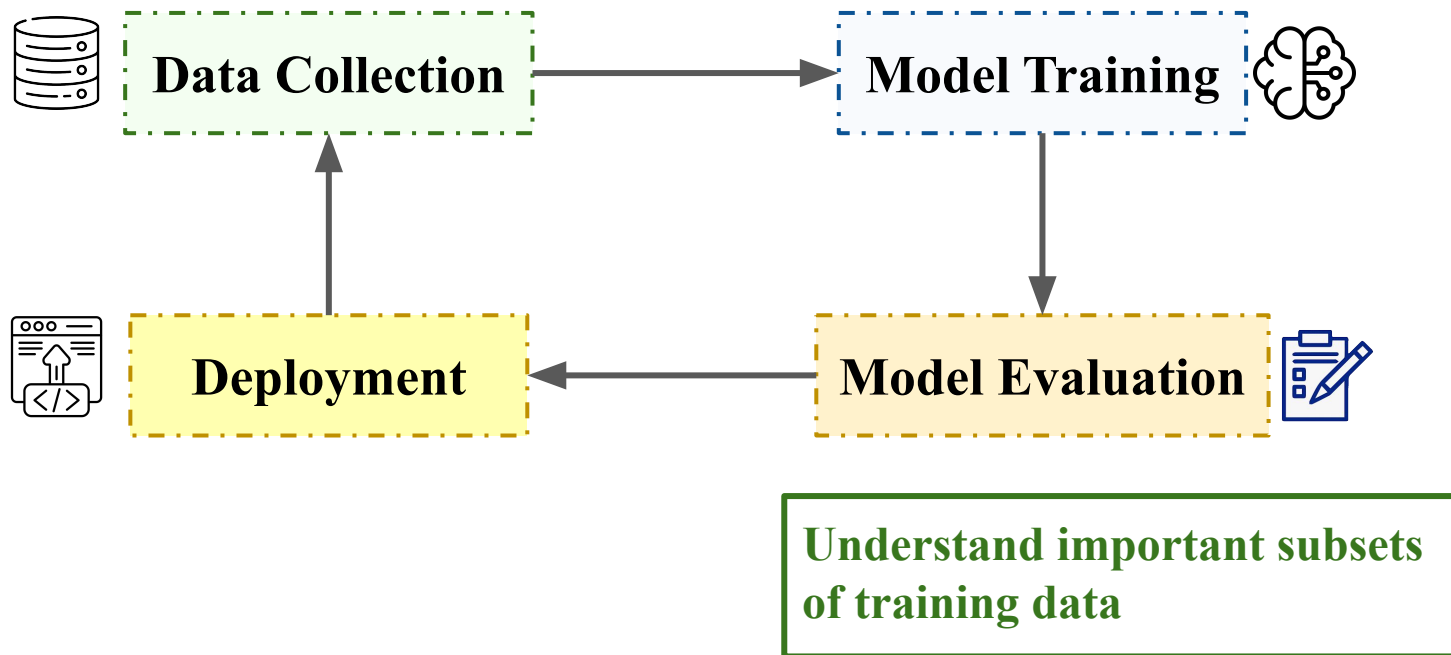 Data Collection
Model Training
Deployment
Model Evaluation
Understand important subsets
of training data